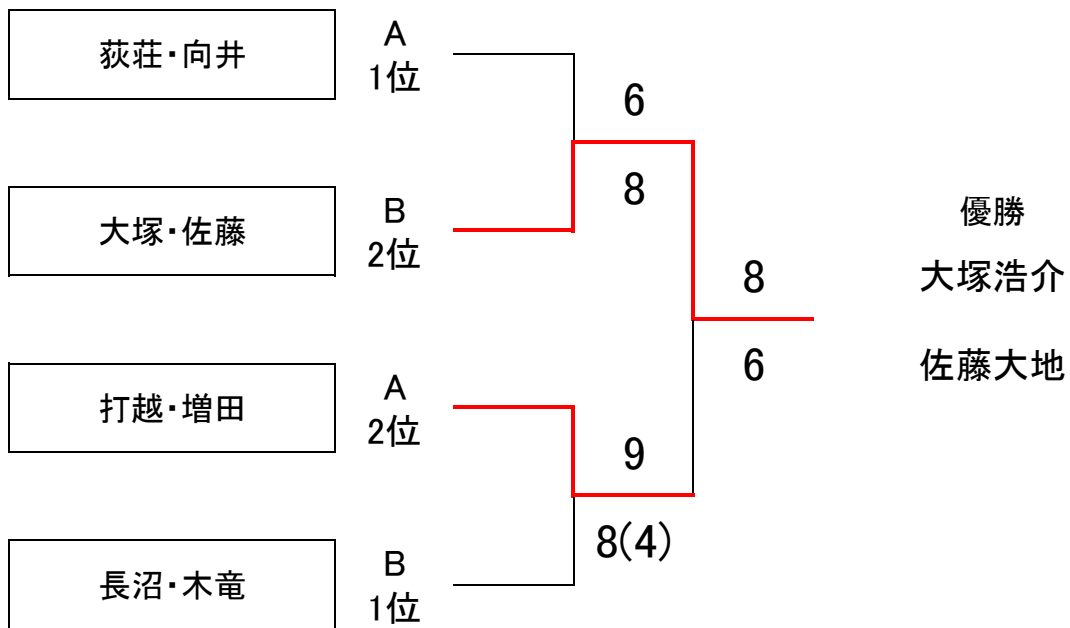 荻荘・向井
A
1位
6
8
大塚・佐藤
B
2位
優勝
大塚浩介
佐藤大地
8
6
打越・増田
A
2位
9
8(4)
長沼・木竜
B
1位